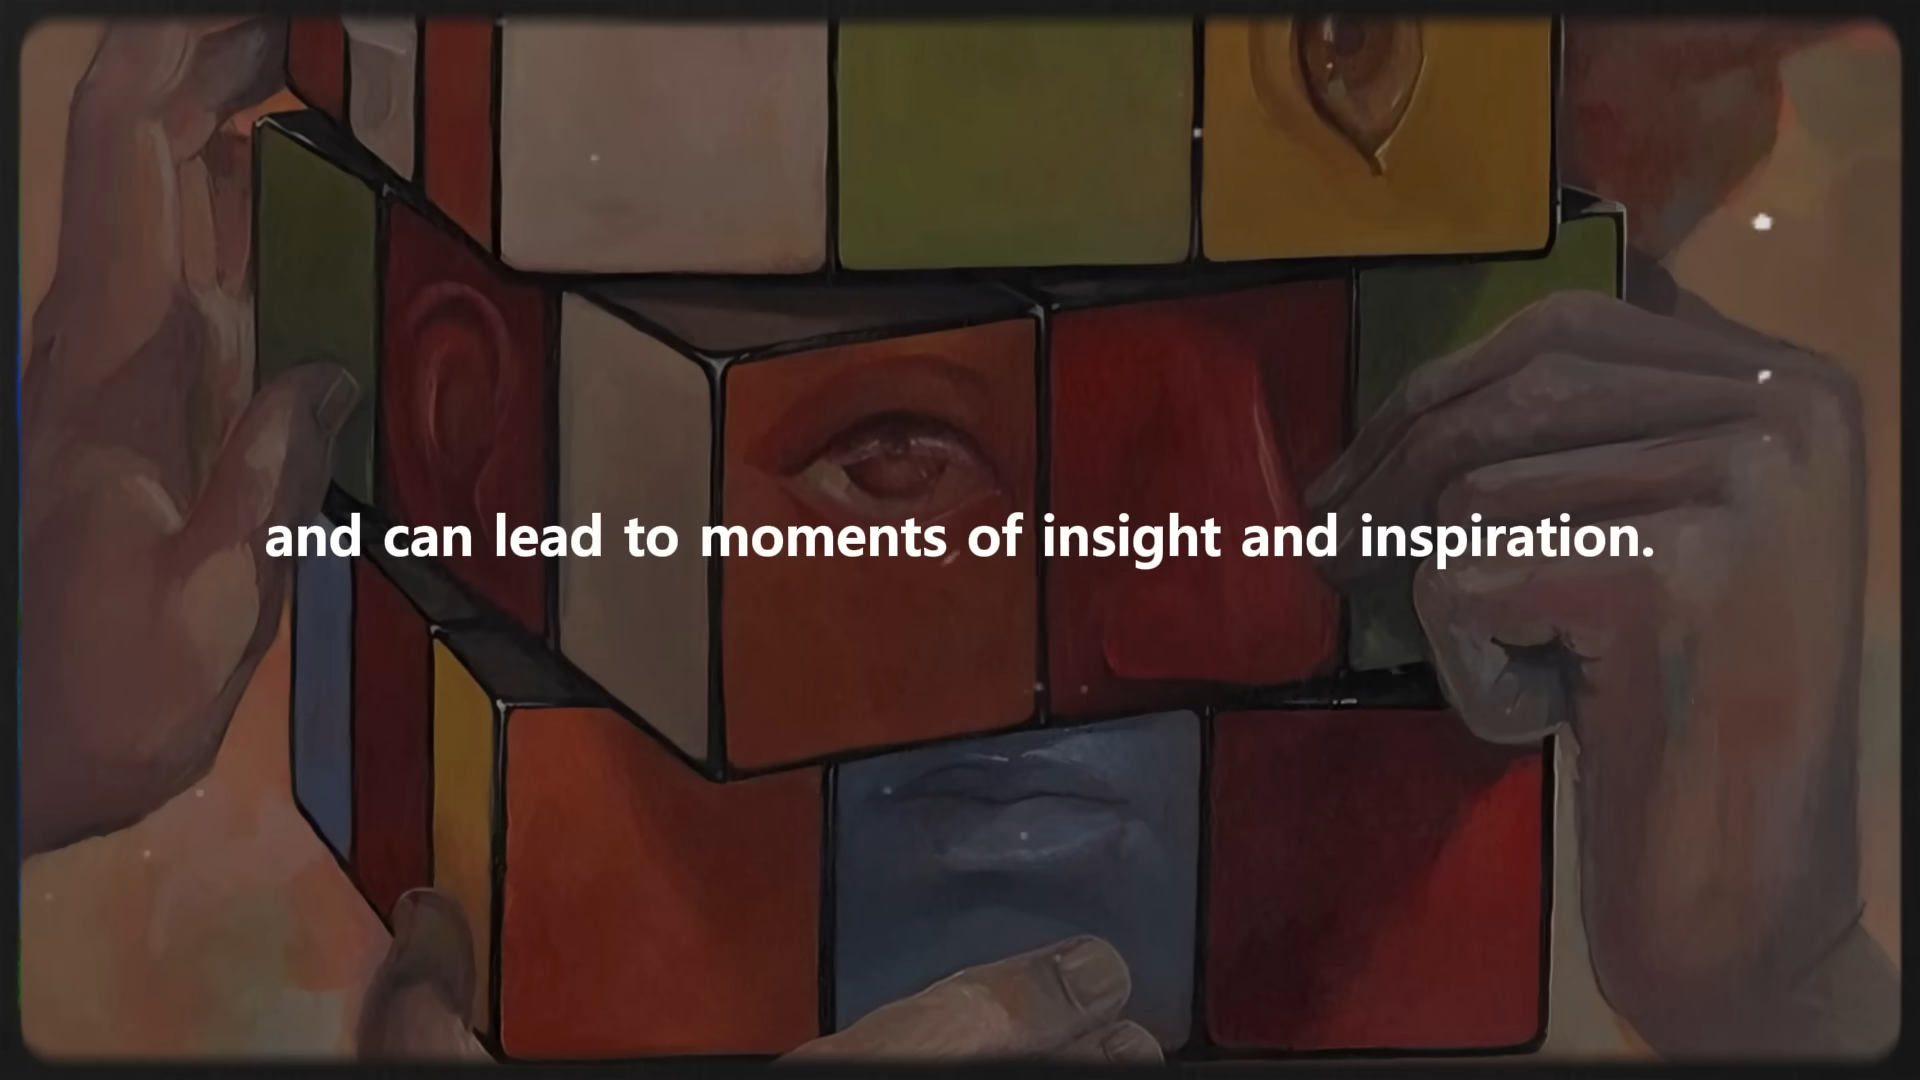 and can lead to moments of insight and inspiration.